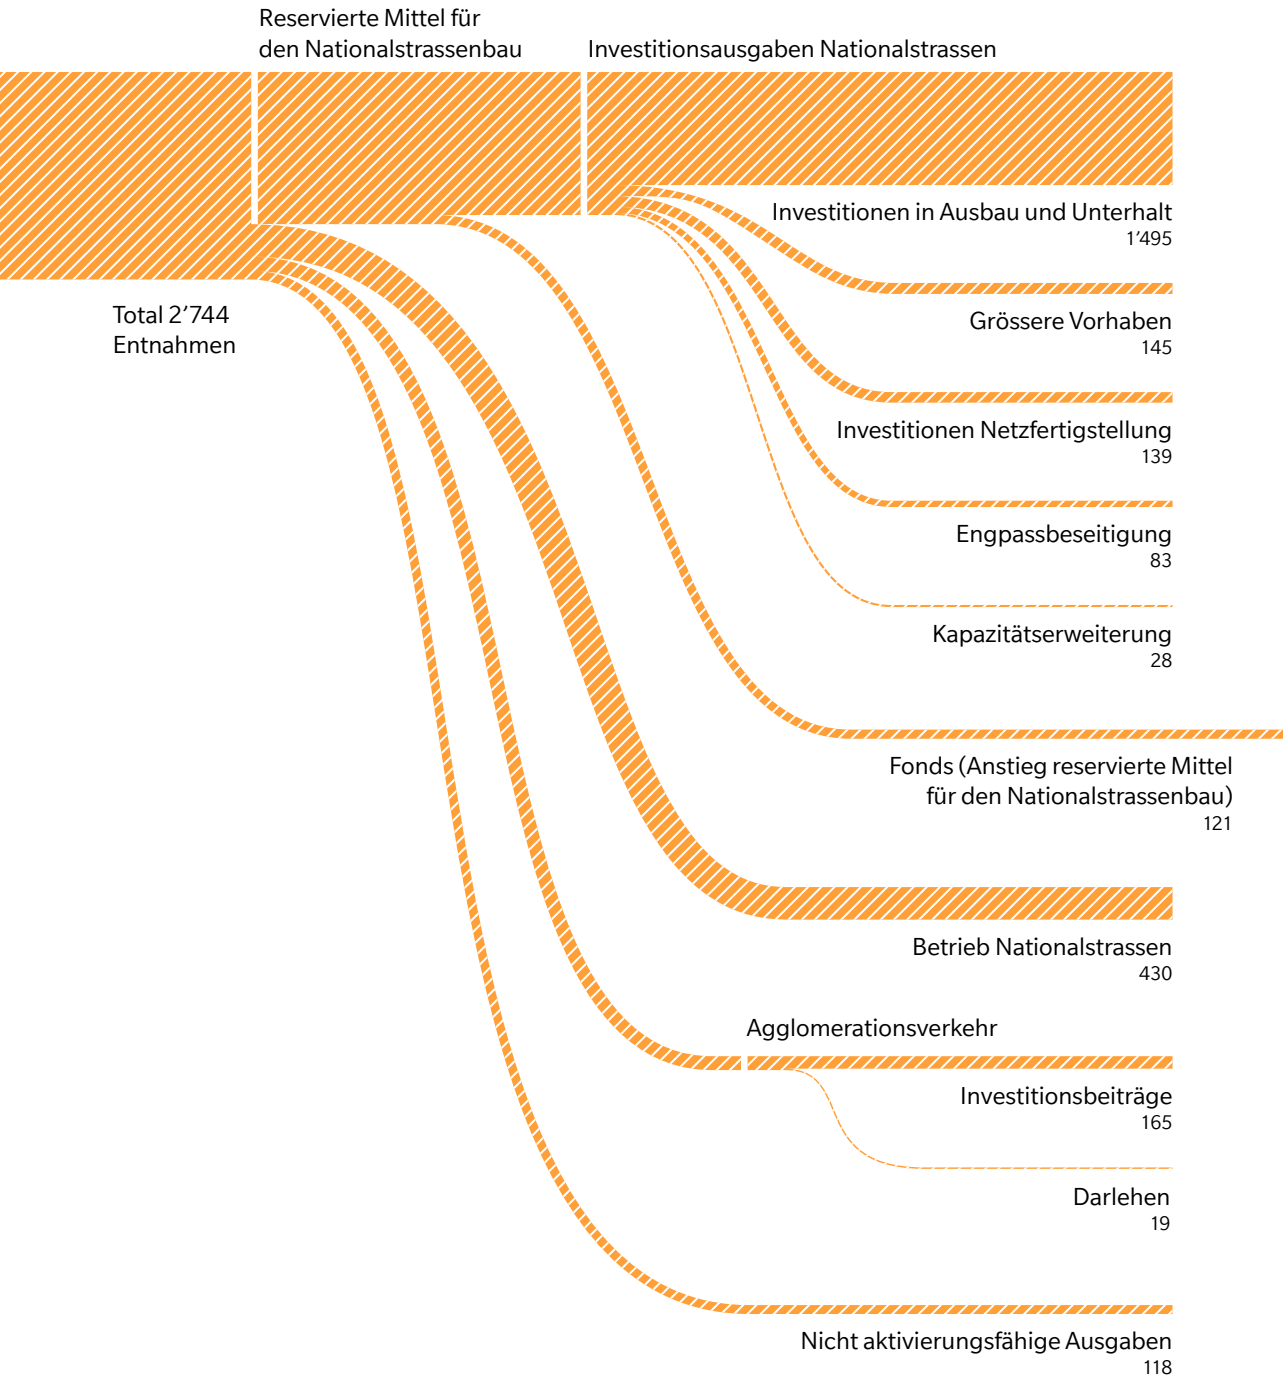 Reservierte Mittel für
den Nationalstrassenbau
Investitionsausgaben Nationalstrassen
Investitionen in Ausbau und Unterhalt
1’495
Total 2’744
Entnahmen
Grössere Vorhaben
145
Investitionen Netzfertigstellung
139
Engpassbeseitigung
83
Kapazitätserweiterung
28
Fonds (Anstieg reservierte Mittel
für den Nationalstrassenbau)
121
Betrieb Nationalstrassen
430
Agglomerationsverkehr
Investitionsbeiträge
165
Darlehen
19
Nicht aktivierungsfähige Ausgaben
118